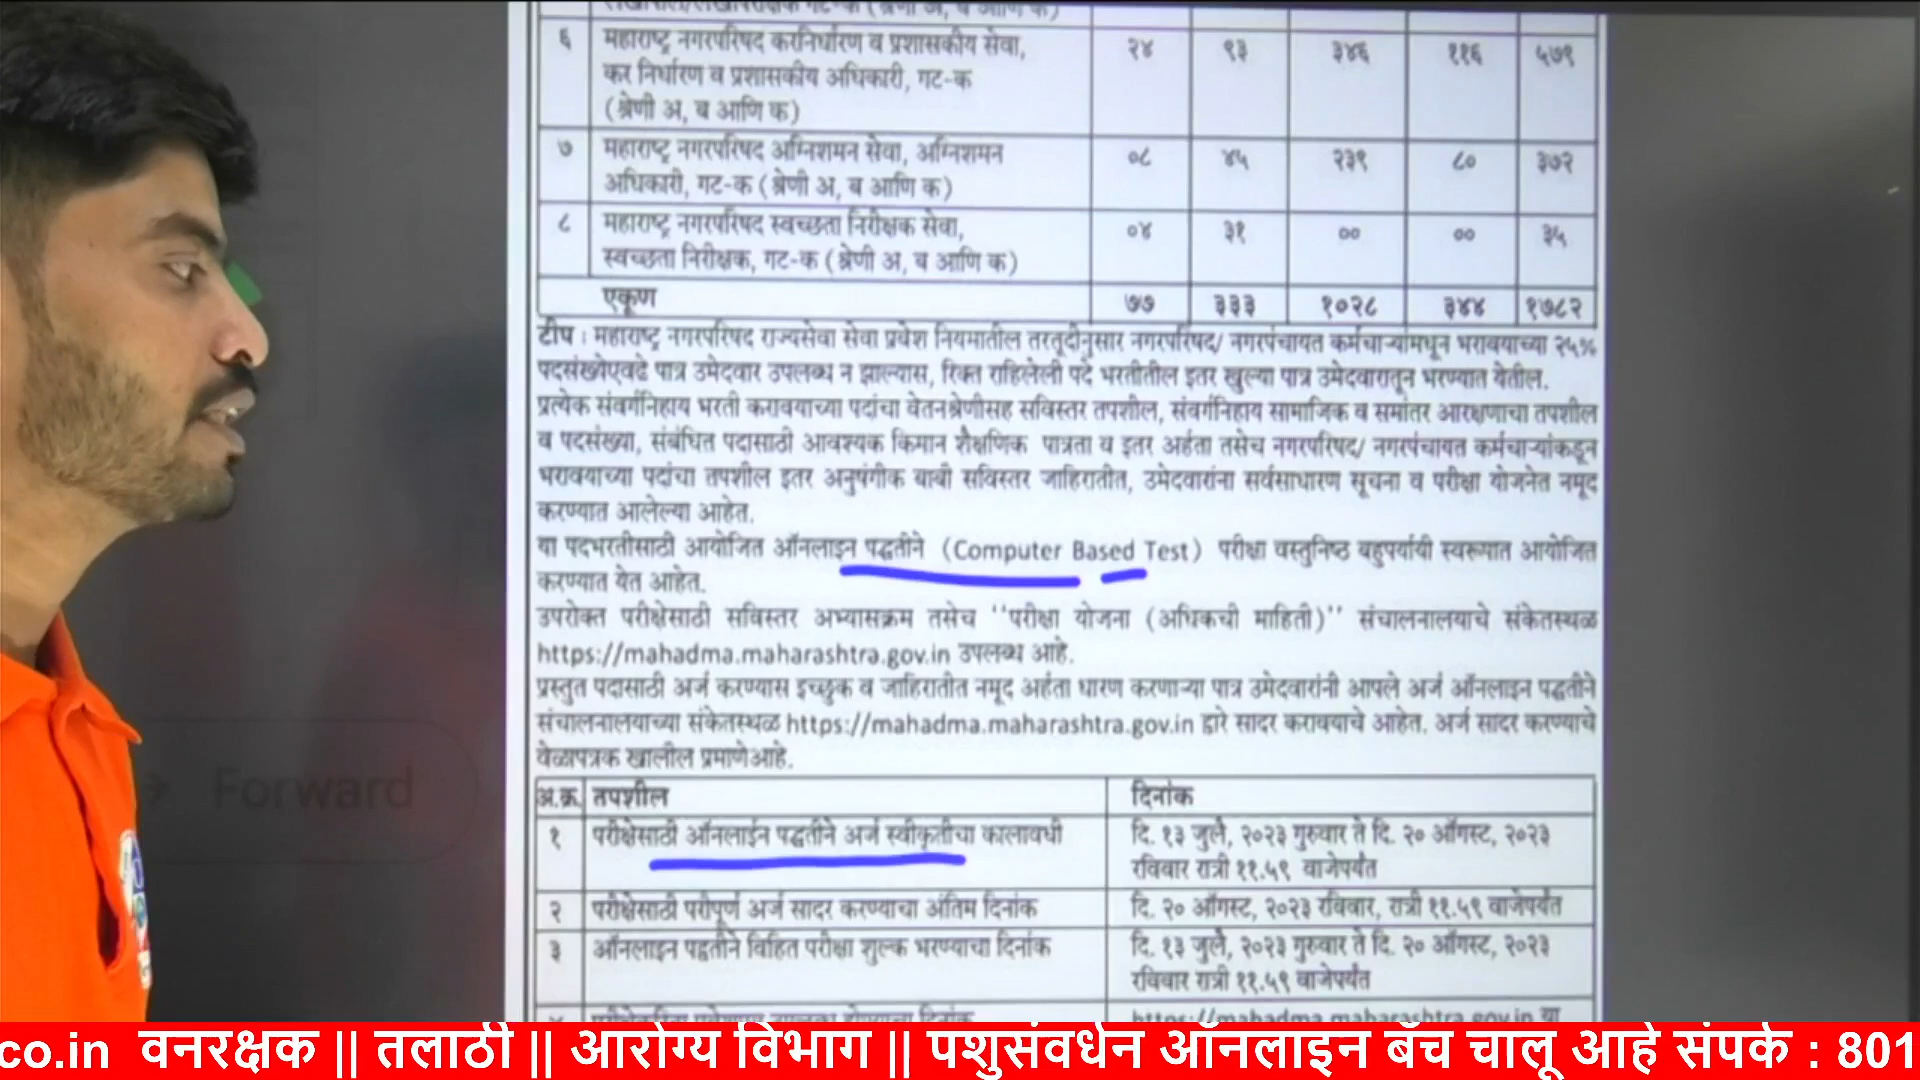 ६ महाराष्ट्र नगरपरिषद करनिर्धारण व प्रशासकीय सेवा, २४ ९३ ३४६ ११६ ५७९
कर निर्धारण व प्रशासकीय अधिकारी, गट-क
(श्रेणी अ, ब आणि क)
७ महाराष्ट्र नगरपरिषद अग्निशमन सेवा, अग्निशमन ०८ ४५ २३९ ८० ३७२
अधिकारी, गट-क (श्रेणी अ, ब आणि क)
८ महाराष्ट्र नगरपरिषद स्वच्छता निरीक्षक सेवा, ०४ ३१ ०० ०० ३५
स्वच्छता निरीक्षक, गट-क (श्रेणी अ, ब आणि क)
एकूण ७७ ३३३ १०२८ ३४४ १७८२
टीप : महाराष्ट्र नगरपरिषद राज्यसेवा सेवा प्रवेश नियमातील तरतूदीनुसार नगरपरिषद/ नगरपंचायत कर्मचाऱ्यांमधून भरावयाच्या २५%
पदसंख्येएवढे पात्र उमेदवार उपलब्ध न झाल्यास, रिक्त राहिलेली पदे भरतीतील इतर खुल्या पात्र उमेदवारातून भरण्यात येतील.
प्रत्येक संवर्गनिहाय भरती करावयाच्या पदांचा वेतनश्रेणीसह सविस्तर तपशील, संवर्गनिहाय सामाजिक व समांतर आरक्षणाचा तपशील
व पदसंख्या, संबंधित पदासाठी आवश्यक किमान शैक्षणिक पात्रता व इतर अर्हता तसेच नगरपरिषद/ नगरपंचायत कर्मचाऱ्यांकडून
भरावयाच्या पदांचा तपशील इतर अनुषंगीक बाबी सविस्तर जाहिरातीत, उमेदवारांना सर्वसाधारण सूचना व परीक्षा योजनेत नमूद
करण्यात आलेल्या आहेत.
या पदभरतीसाठी आयोजित ऑनलाइन पद्धतीने (Computer Based Test) परीक्षा वस्तुनिष्ठ बहुपर्यायी स्वरूपात आयोजित
करण्यात येत आहेत.
उपरोक्त परीक्षेसाठी सविस्तर अभ्यासक्रम तसेच ''परीक्षा योजना (अधिकची माहिती)'' संचालनालयाचे संकेतस्थळ
https://mahadma.maharashtra.gov.in उपलब्ध आहे.
प्रस्तुत पदासाठी अर्ज करण्यास इच्छुक व जाहिरातीत नमूद अर्हता धारण करणाऱ्या पात्र उमेदवारांनी आपले अर्ज ऑनलाइन पद्धतीने
संचालनालयाच्या संकेतस्थळ https://mahadma.maharashtra.gov.in द्वारे सादर करावयाचे आहेत. अर्ज सादर करण्याचे
वेळापत्रक खालील प्रमाणेआहे.
अ.क्र. तपशील दिनांक
१ परीक्षेसाठी ऑनलाईन पद्धतीने अर्ज स्वीकृतीचा कालावधी दि. १३ जुलै, २०२३ गुरुवार ते दि. २० ऑगस्ट, २०२३
रविवार रात्री ११.५९ वाजेपर्यंत
२ परीक्षेसाठी परीपूर्ण अर्ज सादर करण्याचा अंतिम दिनांक दि. २० ऑगस्ट, २०२३ रविवार, रात्री ११.५९ वाजेपर्यंत
३ ऑनलाइन पद्धतीने विहित परीक्षा शुल्क भरण्याचा दिनांक दि. १३ जुलै, २०२३ गुरुवार ते दि. २० ऑगस्ट, २०२३
रविवार रात्री ११.५९ वाजेपर्यंत
https://mahadma.maharashtra.gov.in या
Forward
co.in वनरक्षक || तलाठी || आरोग्य विभाग || पशुसंवर्धन ऑनलाइन बॅच चालू आहे संपर्क : 801